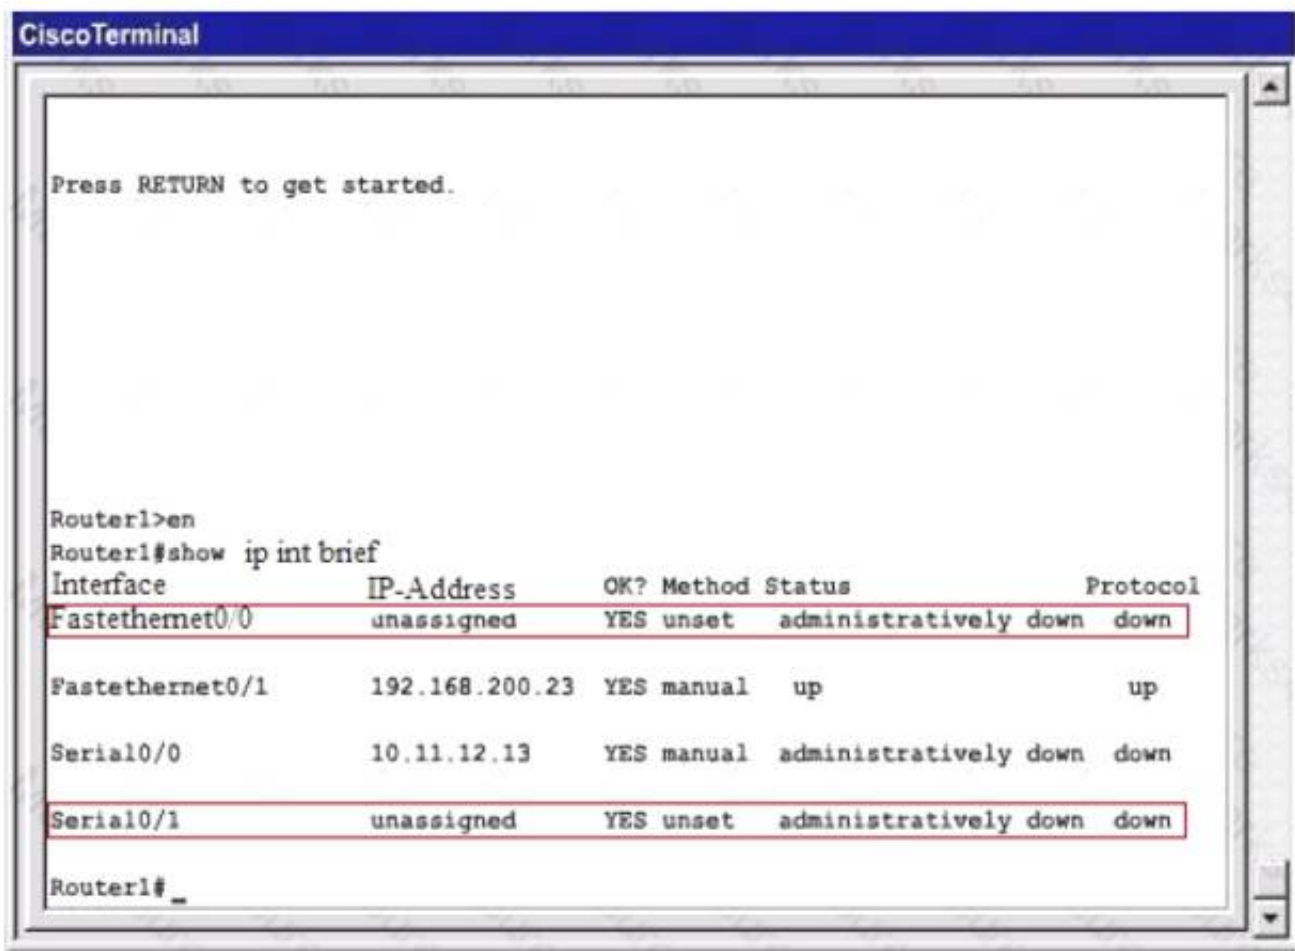 CiscoTerminal
Press RETURN to get started.
Router1>en
Router1#show ip int brief
Interface IP-Address OK? Method Status Protocol
Fastethernet0/0 unassigned YES unset administratively down down
Fastethernet0/1 192.168.200.23 YES manual up up
Serial0/0 10.11.12.13 YES manual administratively down down
Serial0/1 unassigned YES unset administratively down down
Router1#_